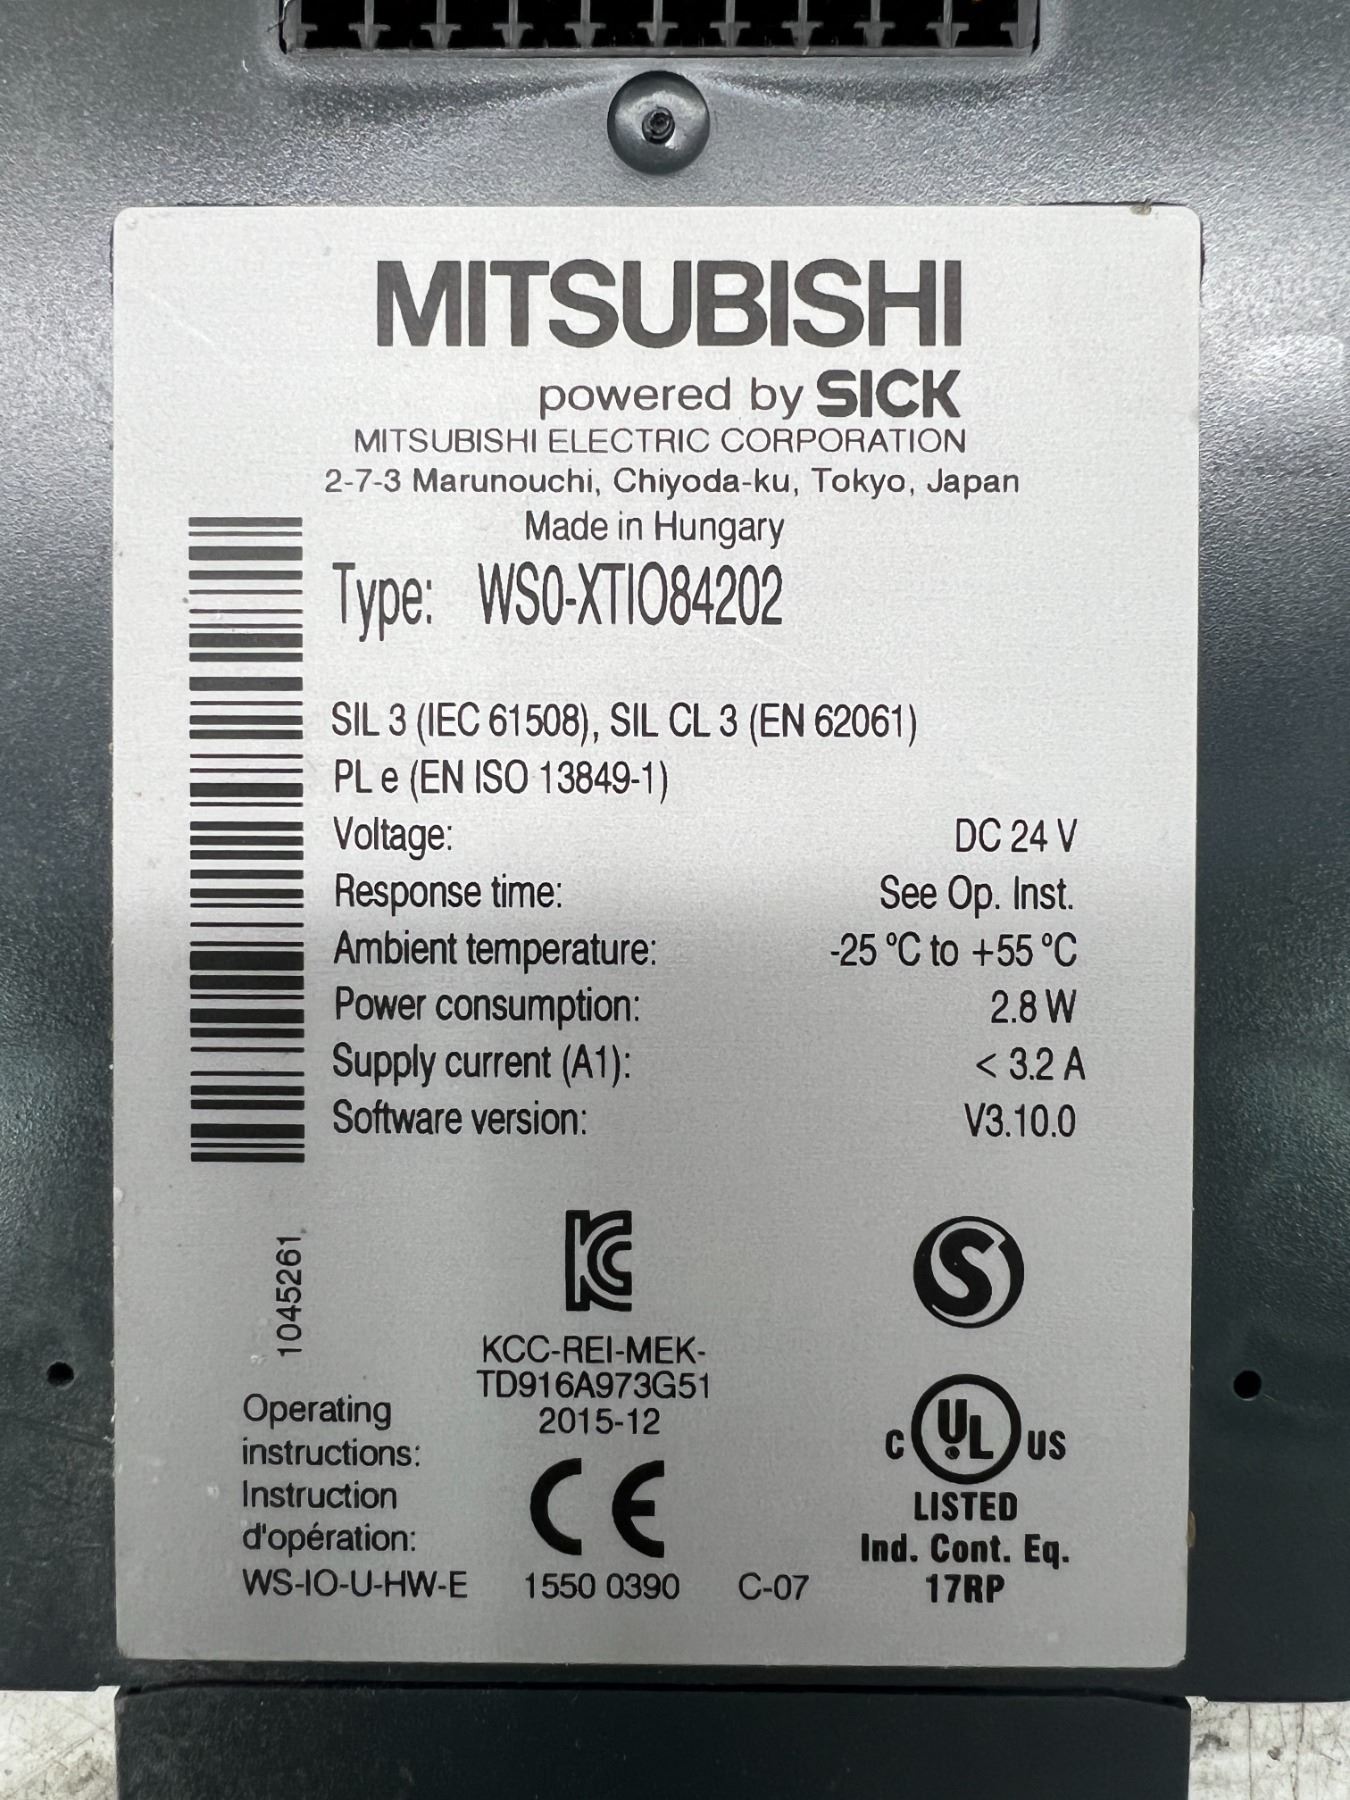 MITSUBISHI
powered by SICK
MITSUBISHI ELECTRIC CORPORATION
2-7-3 Marunouchi, Chiyoda-ku, Tokyo, Japan
Made in Hungary
Type: WS0-XTIO84202
SIL 3 (IEC 61508), SIL CL 3 (EN 62061)
PL e (EN ISO 13849-1)
Voltage: DC 24 V
Response time: See Op. Inst.
Ambient temperature: -25 °C to +55 °C
Power consumption: 2.8 W
Supply current (A1): < 3.2 A
Software version: V3.10.0
1045261
KC
KCC-REI-MEK-
TD916A973G51
2015-12
S
Operating
instructions:
Instruction
d'opération:
WS-IO-U-HW-E
CE
1550 0390 C-07
C UL US
LISTED
Ind. Cont. Eq.
17RP